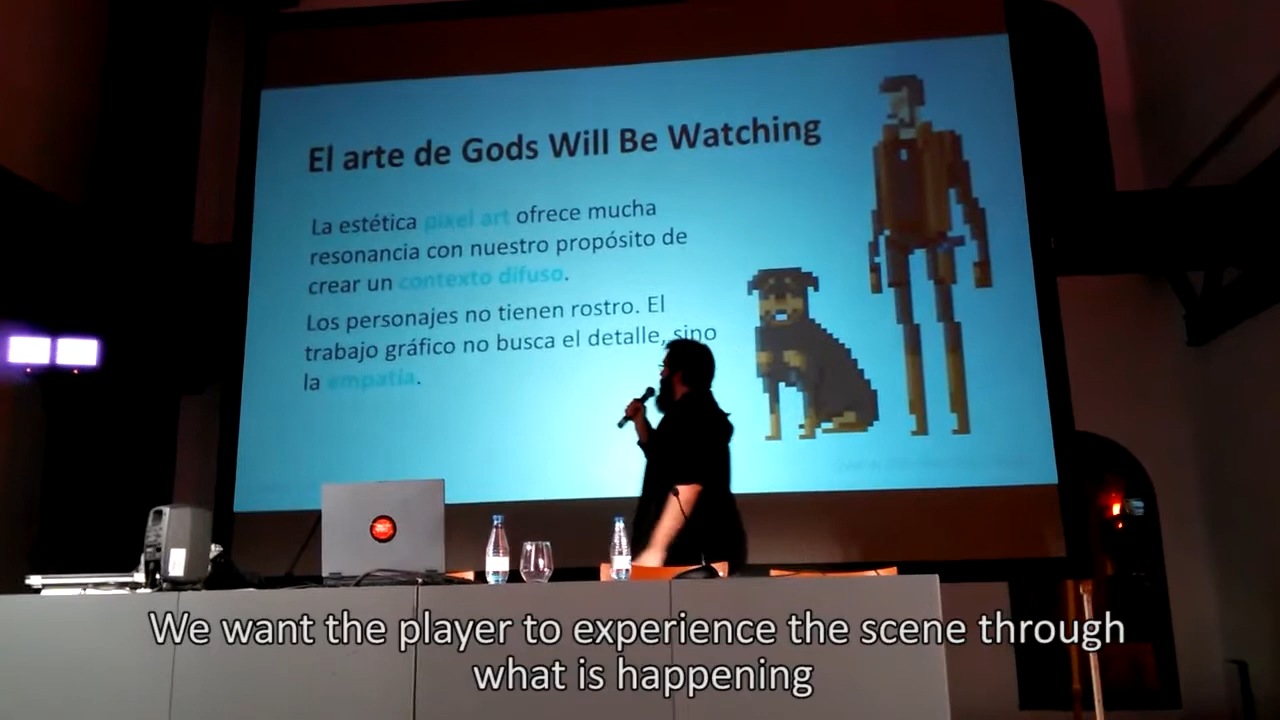 El arte de Gods Will Be Watching
La estética pixel art ofrece mucha
resonancia con nuestro propósito de
crear un contexto difuso.
Los personajes no tienen rostro. El
trabajo gráfico no busca el detalle, sino
la empatía.
We want the player to experience the scene through
what is happening